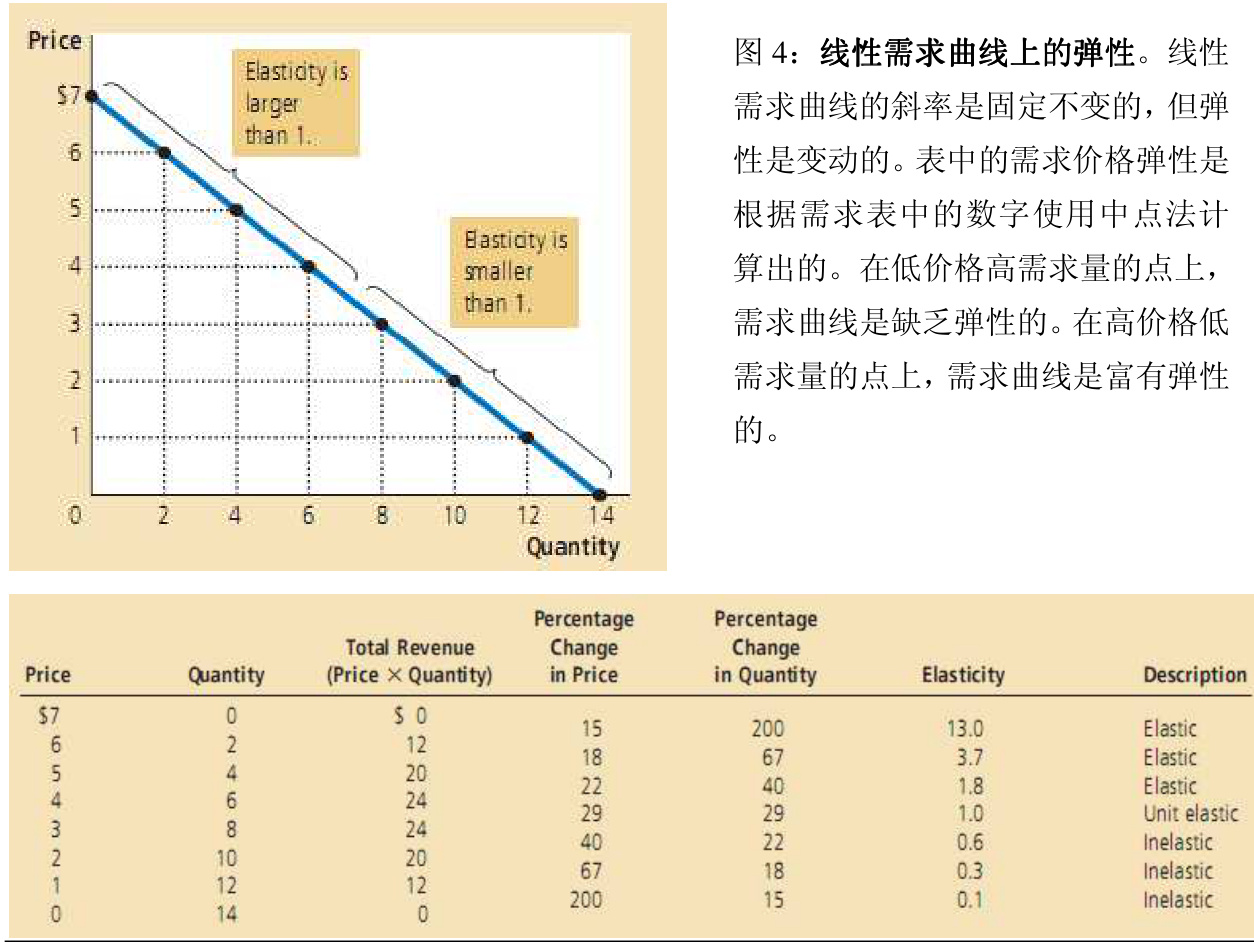 Price
$7
6
5
4
3
2
1
0
2
4
6
8
10
12
14
Quantity
Elasticity is
larger
than 1.
Elasticity is
smaller
than 1.
图 4：线性需求曲线上的弹性。线性
需求曲线的斜率是固定不变的，但弹
性是变动的。表中的需求价格弹性是
根据需求表中的数字使用中点法计
算出的。在低价格高需求量的点上，
需求曲线是缺乏弹性的。在高价格低
需求量的点上，需求曲线是富有弹性
的。
Percentage Percentage
Total Revenue Change Change
Price Quantity (Price × Quantity) in Price in Quantity Elasticity Description
$7 0 $ 0
15 200 13.0 Elastic
6 2 12
18 67 3.7 Elastic
5 4 20
22 40 1.8 Elastic
4 6 24
29 29 1.0 Unit elastic
3 8 24
40 22 0.6 Inelastic
2 10 20
67 18 0.3 Inelastic
1 12 12
200 15 0.1 Inelastic
0 14 0